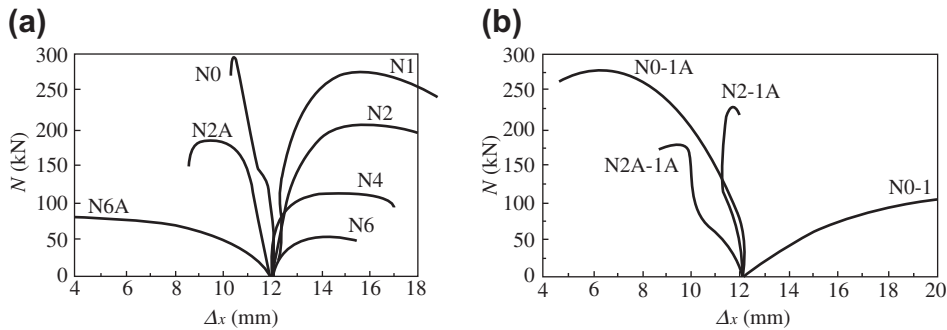 (a)
300
250
200
150
100
50
0
N (kN)
N0
N1
N2A
N2
N4
N6A
N6
4 6 8 10 12 14 16 18
Δx (mm)
(b)
300
250
200
150
100
50
0
N (kN)
N0-1A
N2-1A
N2A-1A
N0-1
4 6 8 10 12 14 16 18 20
Δx (mm)